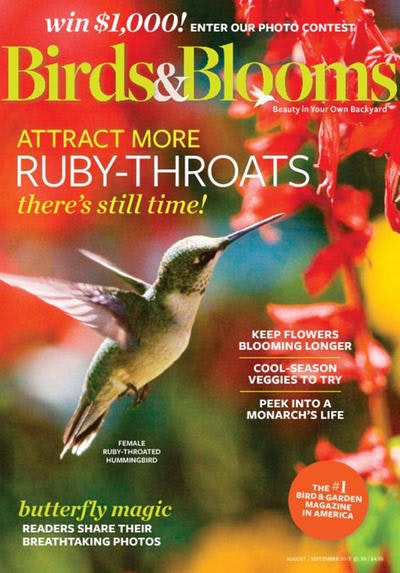 win $1,000! ENTER OUR PHOTO CONTEST
Birds&Blooms
Beauty in Your Own Backyard
ATTRACT MORE
RUBY-THROATS
there's still time!
KEEP FLOWERS
BLOOMING LONGER
COOL-SEASON
VEGGIES TO TRY
PEEK INTO A
MONARCH'S LIFE
FEMALE
RUBY-THROATED
HUMMINGBIRD
THE #1
BIRD & GARDEN
MAGAZINE
IN AMERICA
butterfly magic
READERS SHARE THEIR
BREATHTAKING PHOTOS
AUGUST | SEPTEMBER 2017